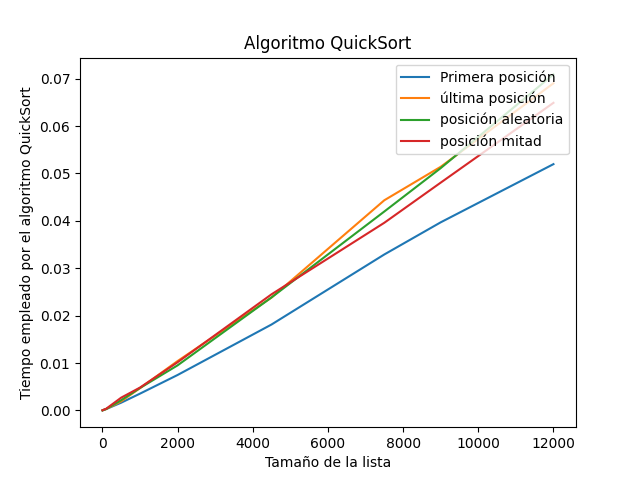 Algoritmo QuickSort
Tiempo empleado por el algoritmo QuickSort
0.07
0.06
0.05
0.04
0.03
0.02
0.01
0.00
Primera posición
última posición
posición aleatoria
posición mitad
0 2000 4000 6000 8000 10000 12000
Tamaño de la lista